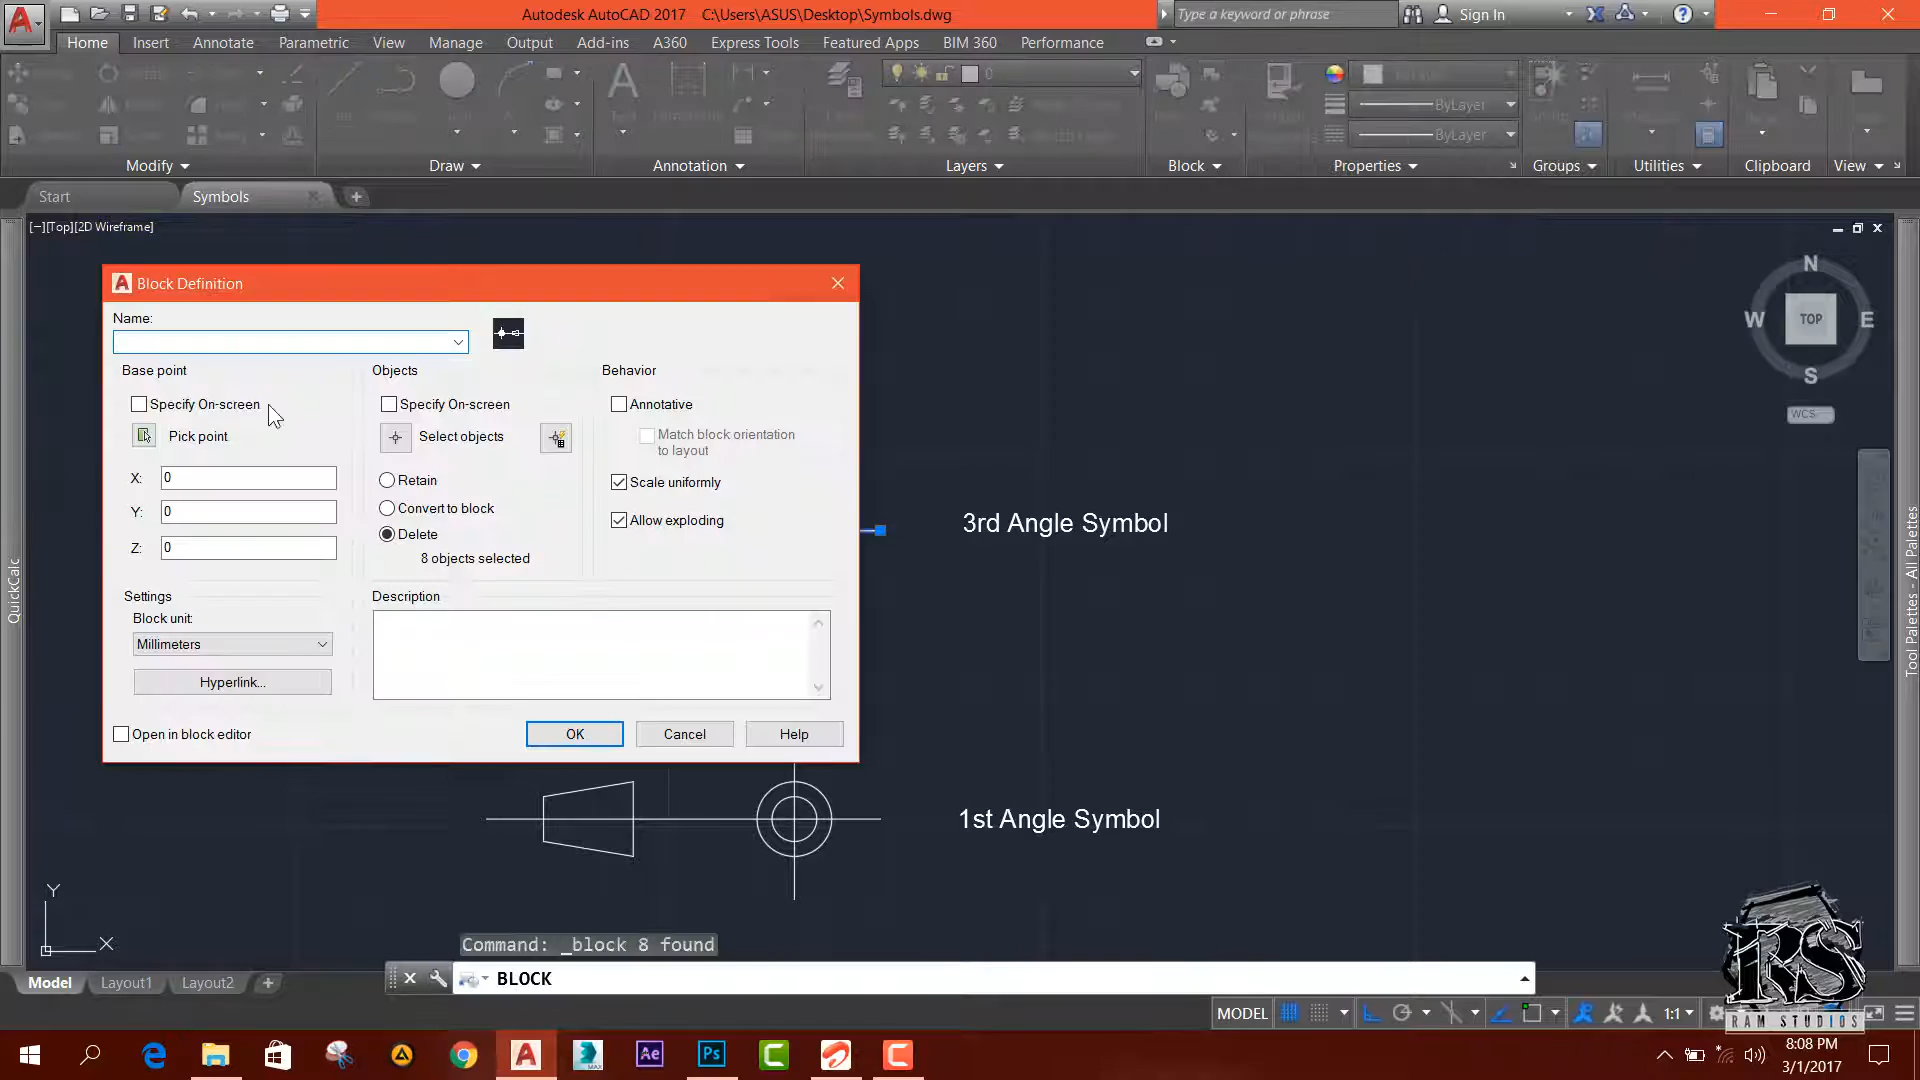 Autodesk AutoCAD 2017 C:\Users\ASUS\Desktop\Symbols.dwg
Type a keyword or phrase
Sign In
Home Insert Annotate Parametric View Manage Output Add-ins A360 Express Tools Featured Apps BIM 360 Performance
0
ByLayer
ByLayer
Modify Draw Annotation Layers Block Properties Groups Utilities Clipboard View
Start Symbols
[−][Top][2D Wireframe]
N
W TOP E
S
WCS
Block Definition
Name:
Base point
Specify On-screen
Pick point
X: 0
Y: 0
Z: 0
Objects
Specify On-screen
Select objects
Retain
Convert to block
Delete
8 objects selected
Behavior
Annotative
Match block orientation
to layout
Scale uniformly
Allow exploding
Settings
Block unit:
Millimeters
Hyperlink...
Description
Open in block editor
OK Cancel Help
3rd Angle Symbol
1st Angle Symbol
QuickCalc
Tool Palettes - All Palettes
Y
X
Command: _block 8 found
BLOCK
Model Layout1 Layout2
MODEL
1:1
RS
RAM STUDIOS
Ae
Ps
MAX
8:08 PM
3/1/2017